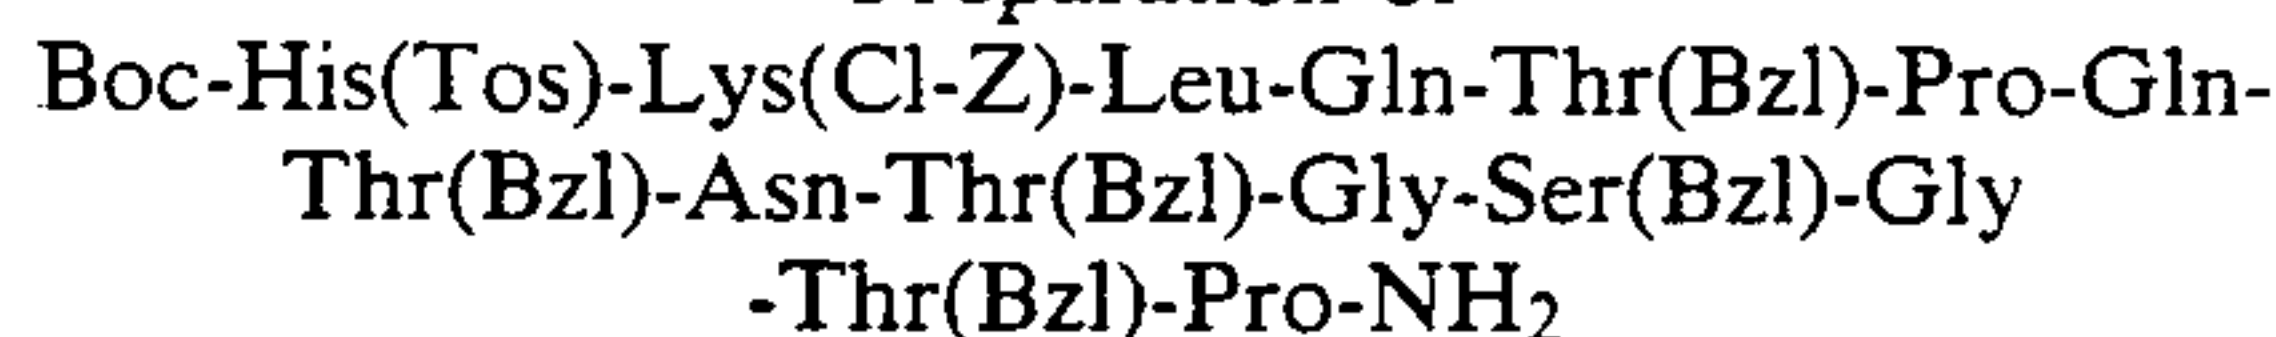 Boc-His(Tos)-Lys(Cl-Z)-Leu-Gln-Thr(Bzl)-Pro-Gln-
Thr(Bzl)-Asn-Thr(Bzl)-Gly-Ser(Bzl)-Gly
-Thr(Bzl)-Pro-NH₂